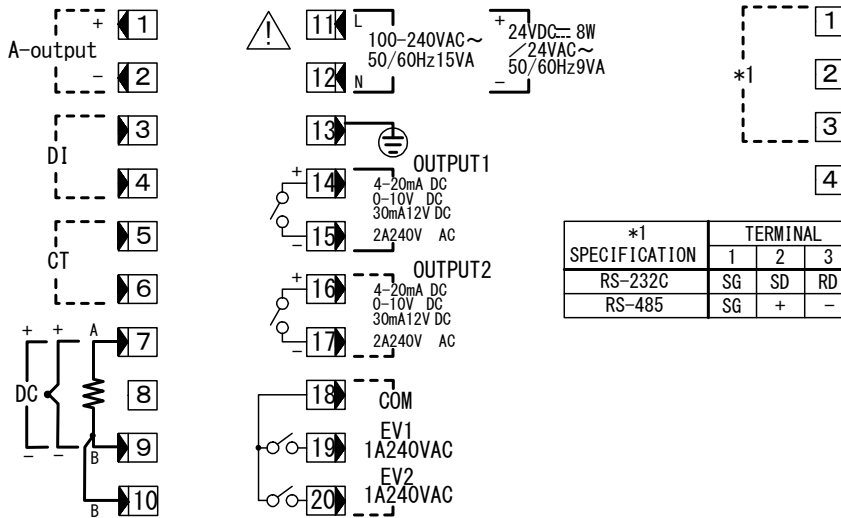 A-output
+
−
1
2
DI
3
4
CT
5
6
DC
+
−
+
−
A
B
B
7
8
9
10
11
L
12
N
100-240VAC~
50/60Hz15VA
+
−
24VDC⎓ 8W
/24VAC~
50/60Hz9VA
13
OUTPUT1
+
14
4-20mA DC
0-10V DC
30mA12V DC
−
15
2A240V AC
OUTPUT2
+
16
4-20mA DC
0-10V DC
30mA12V DC
−
17
2A240V AC
18
COM
19
EV1
1A240VAC
20
EV2
1A240VAC
*1
1
2
3
4
*1 TERMINAL
SPECIFICATION 1 2 3
RS-232C SG SD RD
RS-485 SG + −